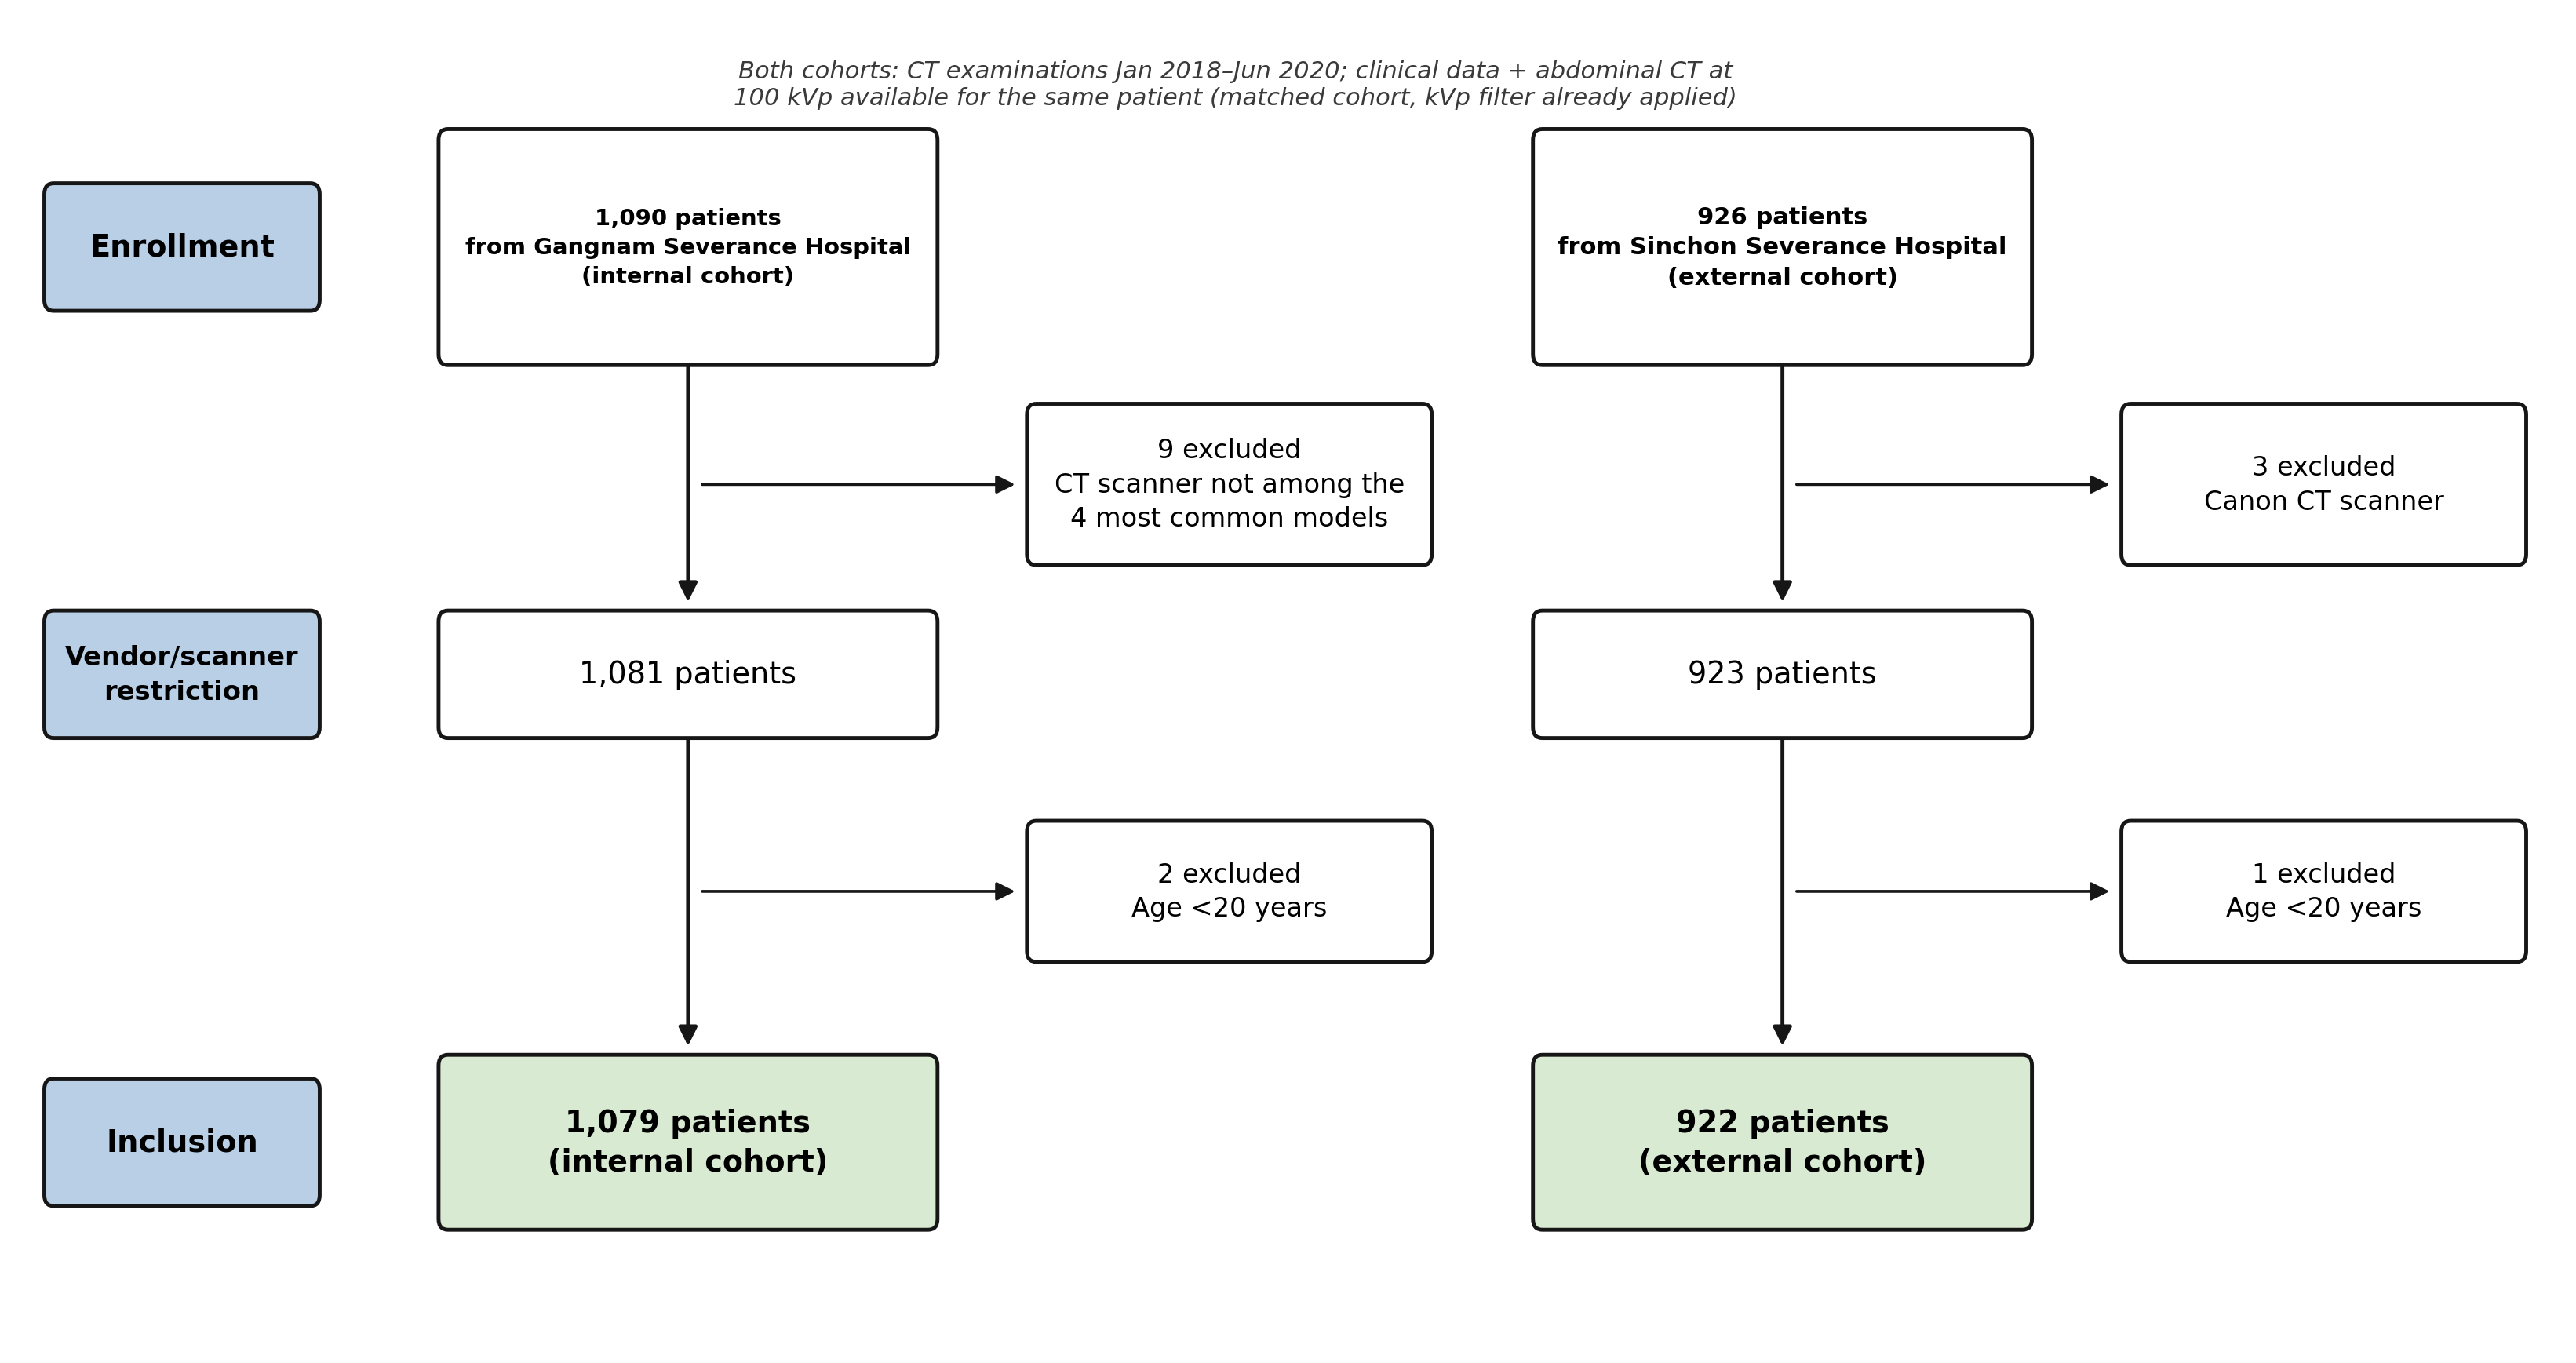 Both cohorts: CT examinations Jan 2018–Jun 2020; clinical data + abdominal CT at
100 kVp available for the same patient (matched cohort, kVp filter already applied)
Enrollment
1,090 patients
from Gangnam Severance Hospital
(internal cohort)
926 patients
from Sinchon Severance Hospital
(external cohort)
9 excluded
CT scanner not among the
4 most common models
3 excluded
Canon CT scanner
Vendor/scanner
restriction
1,081 patients
923 patients
2 excluded
Age <20 years
1 excluded
Age <20 years
Inclusion
1,079 patients
(internal cohort)
922 patients
(external cohort)